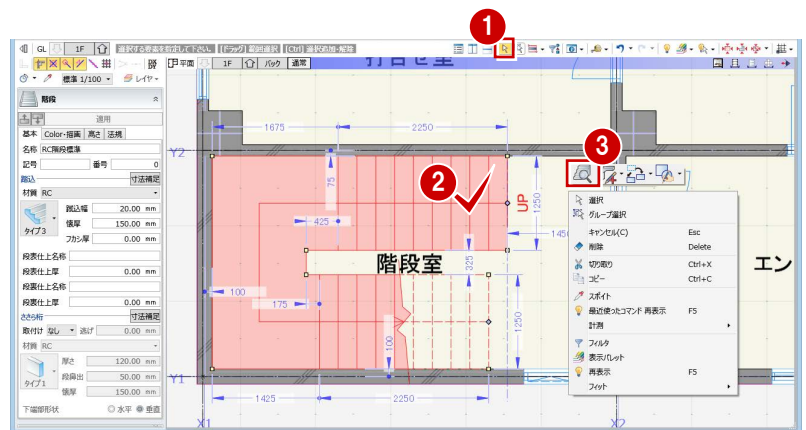 1
GL
1F
選択する要素を指定して下さい。 [[ﾄﾞﾗｯｸﾞ] 範囲選択 [[Ctrl] 選択追加・解除
標準 1/100
レイヤ
平面
1F
バック
通常
打合せ室
階段
適用
基本
Color・描画
高さ
法規
名称 RC階段標準
記号
番号
0
踏込
寸法補足
材質 RC
タイプ3
踏込幅
20.00 mm
懐厚
150.00 mm
フカシ厚
0.00 mm
段表仕上名称
段表仕上厚
0.00 mm
段裏仕上名称
段裏仕上厚
0.00 mm
ささら桁
寸法補足
取付け なし
逃げ
0.00 mm
材質 RC
タイプ1
厚さ
120.00 mm
段鼻出
50.00 mm
懐厚
150.00 mm
下端部形状
水平
垂直
1675
2250
Y2
75
425
2
UP
1250
1450
階段室
325
100
175
1250
100
Y1
1425
2250
X1
X2
エン
3
選択
グループ選択
キャンセル(C)
Esc
削除
Delete
切り取り
Ctrl+X
コピー
Ctrl+C
スポイト
最近使ったコマンド 再表示
F5
計測
フィルタ
表示パレット
再表示
F5
フィット